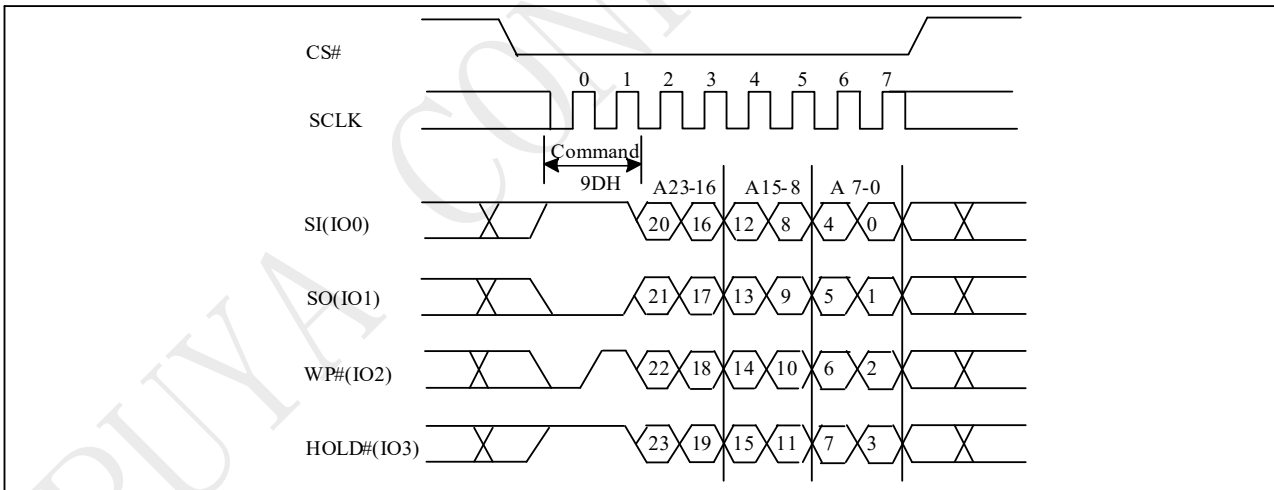 CS#
0 1 2 3 4 5 6 7
SCLK
Command
9DH
A23-16 A15-8 A 7-0
SI(IO0) 20 16 12 8 4 0
SO(IO1) 21 17 13 9 5 1
WP#(IO2) 22 18 14 10 6 2
HOLD#(IO3) 23 19 15 11 7 3
PUYA CONF